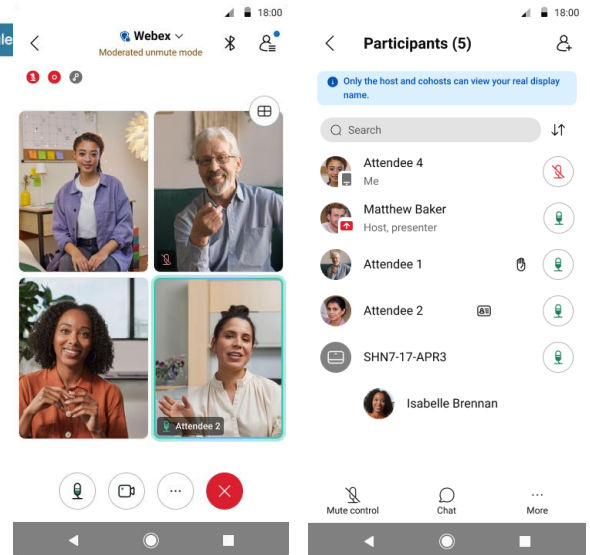 le
18:00
Webex
Moderated unmute mode
Attendee 2
18:00
Participants (5)
Only the host and cohosts can view your real display
name.
Search
Attendee 4
Me
Matthew Baker
Host, presenter
Attendee 1
Attendee 2
SHN7-17-APR3
Isabelle Brennan
Mute control
Chat
More